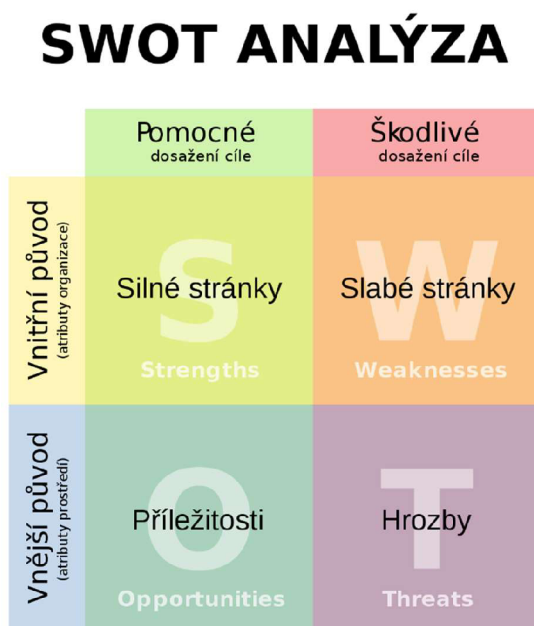 SWOT ANALÝZA
Pomocné
dosažení cíle
Škodlivé
dosažení cíle
Vnitřní původ
(atributy organizace)
S
Silné stránky
Strengths
W
Slabé stránky
Weaknesses
Vnější původ
(atributy prostředí)
O
Příležitosti
Opportunities
T
Hrozby
Threats